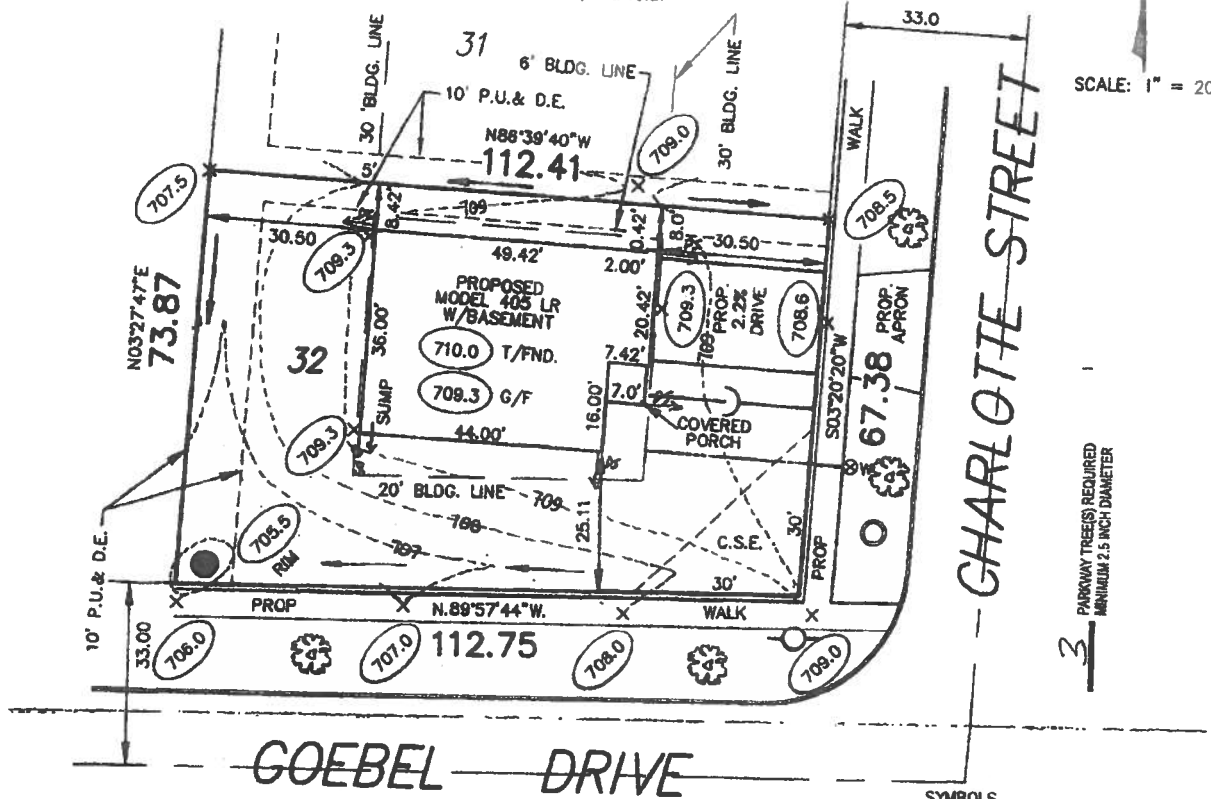 33.0
31
6' BLDG. LINE
30' BLDG. LINE
30 'BLDG. LINE
10' P.U.& D.E.
SCALE: 1" = 20
WALK
N86°39'40"W
112.41
709.0
5'
707.5
708.5
8.42'
709
0.42'
8.0'
30.50
30.50
709.3
49.42'
2.00'
CHARLOTTE STREET
N03°27'47"E
73.87
PROPOSED
MODEL 405 LR
W/BASEMENT
20.42'
709.3
PROP.
2.2%
DRIVE
708.6
PROP.
APRON
36.00'
32
710.0 T/FND.
709.3 G/F
709
7.42'
7.0'
S03°20'20"W
67.38
SUMP
16.00'
COVERED
PORCH
709.3
44.00'
W
20' BLDG. LINE
709
708
707
25.11
C.S.E.
30'
30'
PROP
705.5
RIM
10' P.U.& D.E.
33.00
PROP
N.89°57'44"W.
WALK
112.75
706.0
707.0
708.0
709.0
3
PARKWAY TREE(S) REQUIRED
MINIMUM 2.5 INCH DIAMETER
GOEBEL DRIVE
SYMBOLS